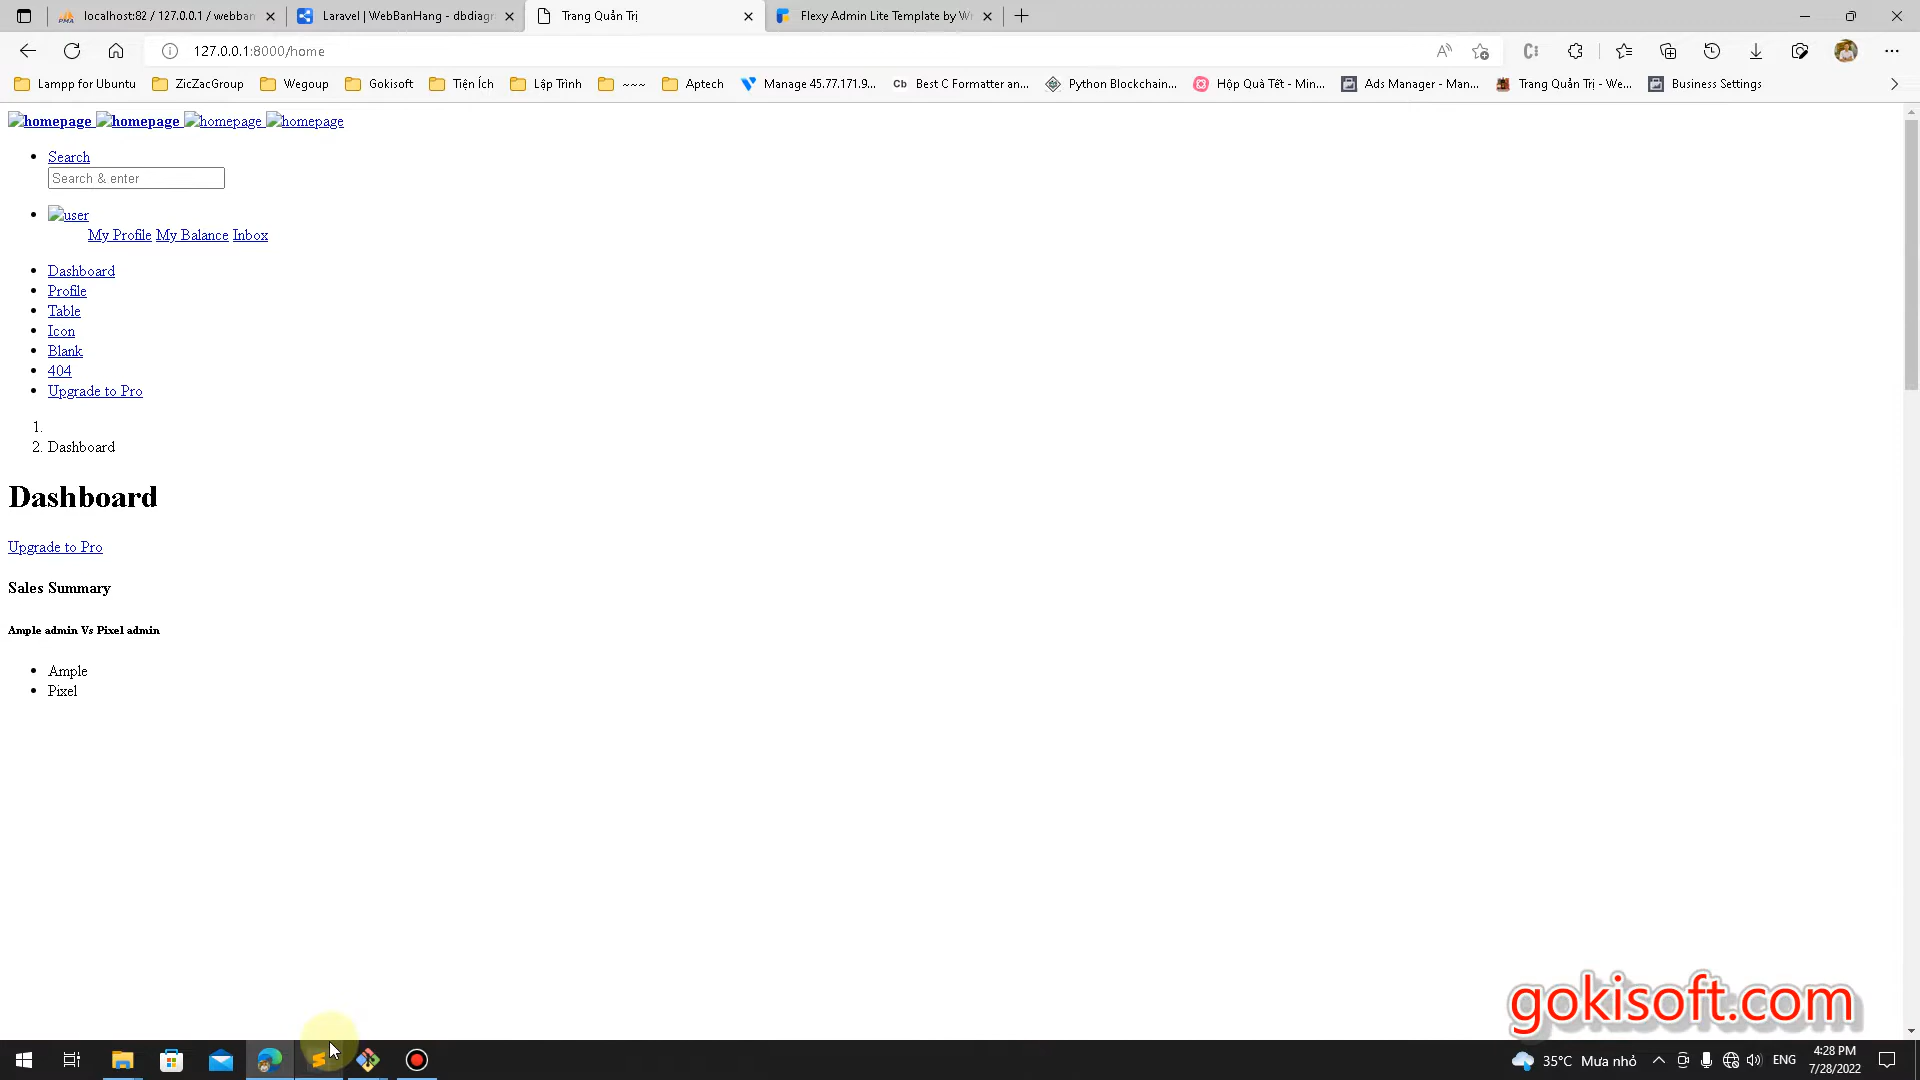 localhost:82 / 127.0.0.1 / webban
Laravel | WebBanHang - dbdiagr
Trang Quản Trị
Flexy Admin Lite Template by W
127.0.0.1:8000/home
Lampp for Ubuntu
ZicZacGroup
Wegoup
Gokisoft
Tiện Ích
Lập Trình
~~~
Aptech
Manage 45.77.171.9...
Best C Formatter an...
Python Blockchain...
Hộp Quà Tết - Min...
Ads Manager - Man...
Trang Quản Trị - We...
Business Settings
homepage homepage homepage homepage
Search
Search & enter
user
My Profile My Balance Inbox
Dashboard
Profile
Table
Icon
Blank
404
Upgrade to Pro
1.
2. Dashboard
Dashboard
Upgrade to Pro
Sales Summary
Ample admin Vs Pixel admin
Ample
Pixel
gokisoft.com
35°C Mưa nhỏ
ENG
4:28 PM
7/28/2022